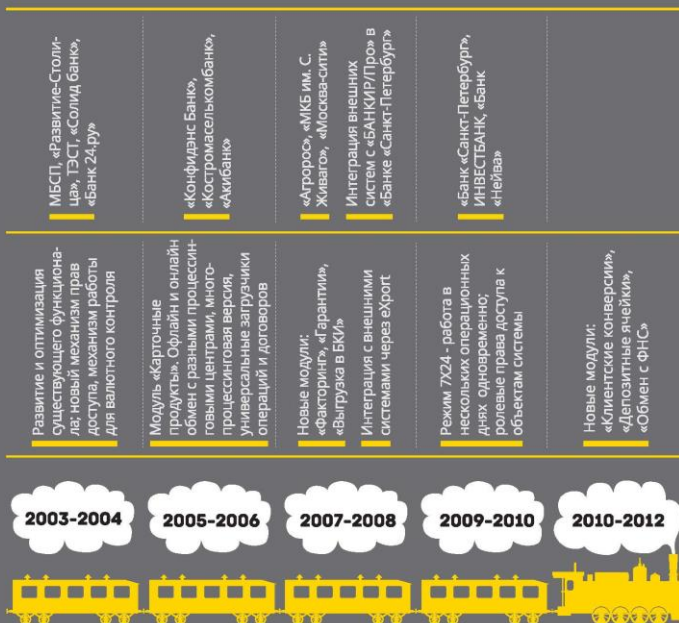 МБСП, «Развитие-Столи-
ца», ТЭСТ, «Солид банк»,
«Банк 24.ру»
«Конфидэнс Банк»,
«Костромаселькомбанк»,
«Акибанк»
«Агророс», «МКБ им. С.
Живаго», «Москва-сити»
Интеграция внешних
систем с «БАНКИР/Про» в
«Банке «Санкт-Петербург»
«Банк «Санкт-Петербург»,
ИНВЕСТБАНК, «Банк
«Нейва»
Развитие и оптимизация
существующего функциона-
ла; новый механизм прав
доступа, механизм работы
для валютного контроля
Модуль «Карточные
продукты». Офлайн и онлайн
обмен с разными процессин-
говыми центрами, много-
процессинговая версия,
универсальные загрузчики
операций и договоров
Новые модули:
«Факторинг», «Гарантии»,
«Выгрузка в БКИ»
Интеграция с внешними
системами через eXport
Режим 7X24 - работа в
нескольких операционных
днях одновременно;
ролевые права доступа к
объектам системы
Новые модули:
«Клиентские конверсии»,
«Депозитные ячейки»,
«Обмен с ФНС»
2003-2004
2005-2006
2007-2008
2009-2010
2010-2012